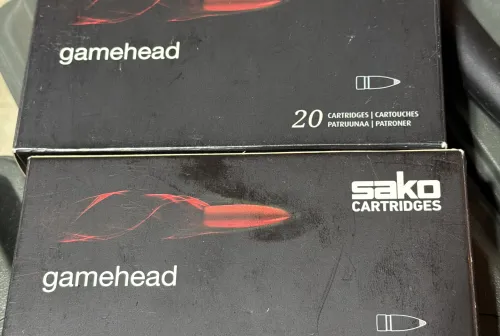 gamehead
20 CARTRIDGES | CARTOUCHES
PATRUUNAA | PATRONER
sako
CARTRIDGES
gamehead